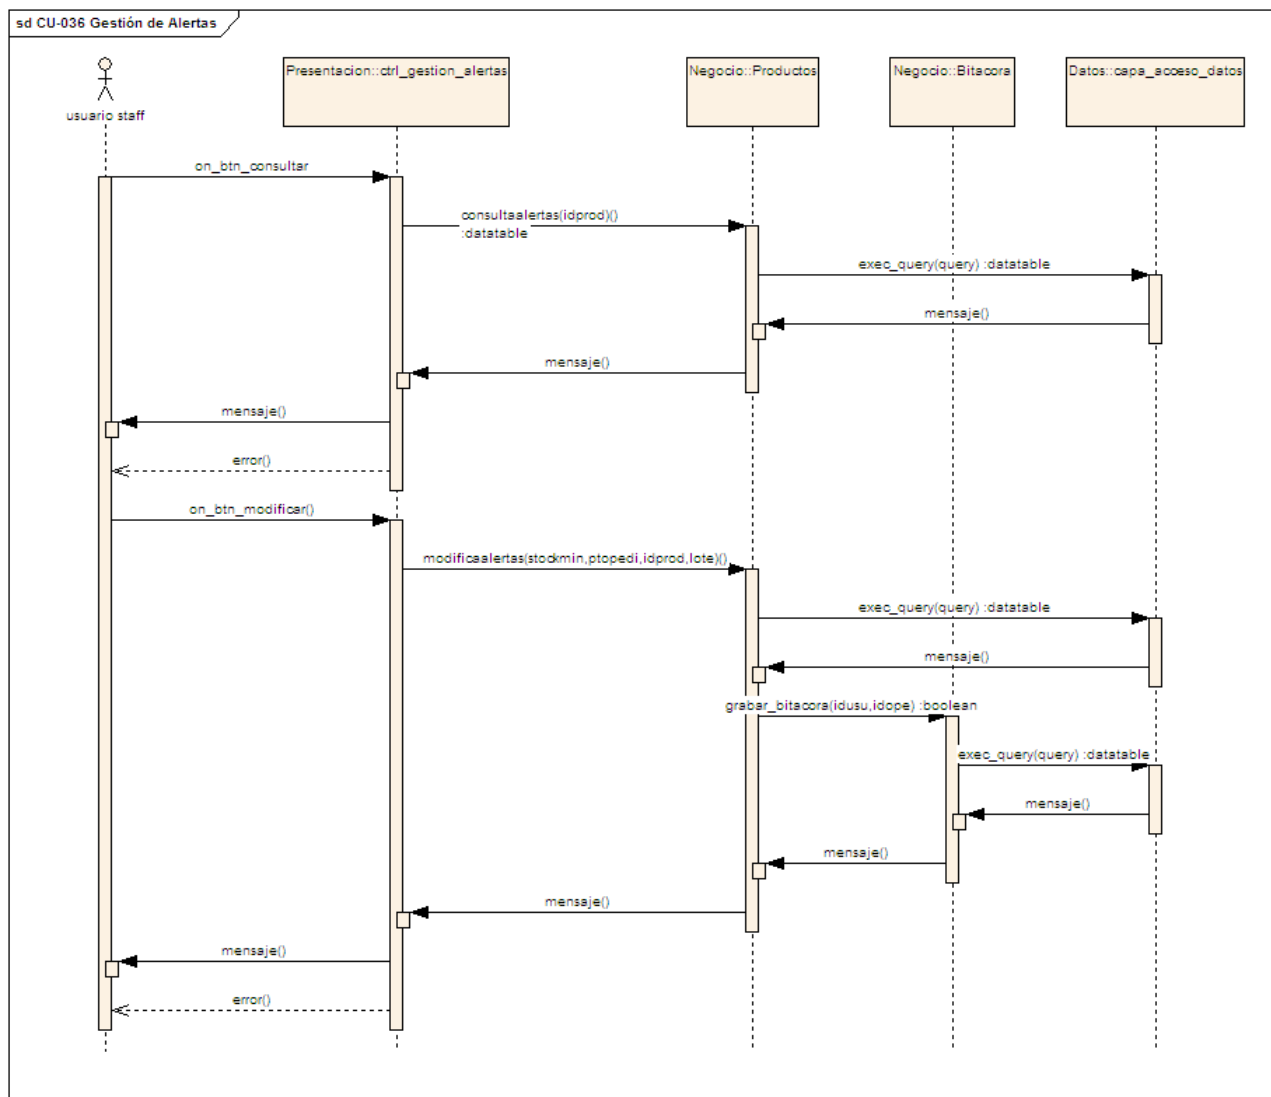 sd CU-036 Gestión de Alertas
usuario staff
Presentacion::ctrl_gestion_alertas
Negocio::Productos
Negocio::Bitacora
Datos::capa_acceso_datos
on_btn_consultar
consultaalertas(idprod)()
:datatable
exec_query(query) :datatable
mensaje()
mensaje()
mensaje()
error()
on_btn_modificar()
modificaalertas(stockmin,ptopedi,idprod,lote)()
exec_query(query) :datatable
mensaje()
grabar_bitacora(idusu,idope) :boolean
exec_query(query) :datatable
mensaje()
mensaje()
mensaje()
mensaje()
error()